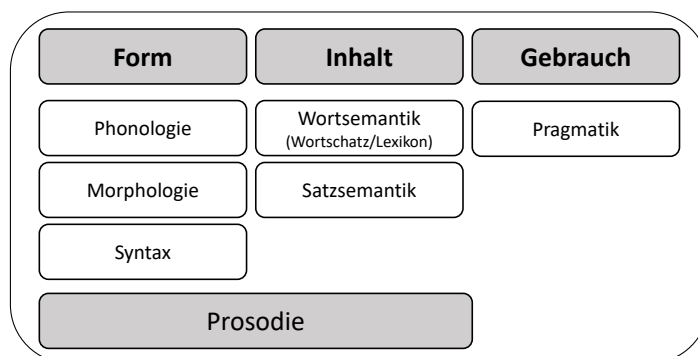 Form
Inhalt
Gebrauch
Phonologie
Wortsemantik
(Wortschatz/Lexikon)
Pragmatik
Morphologie
Satzsemantik
Syntax
Prosodie